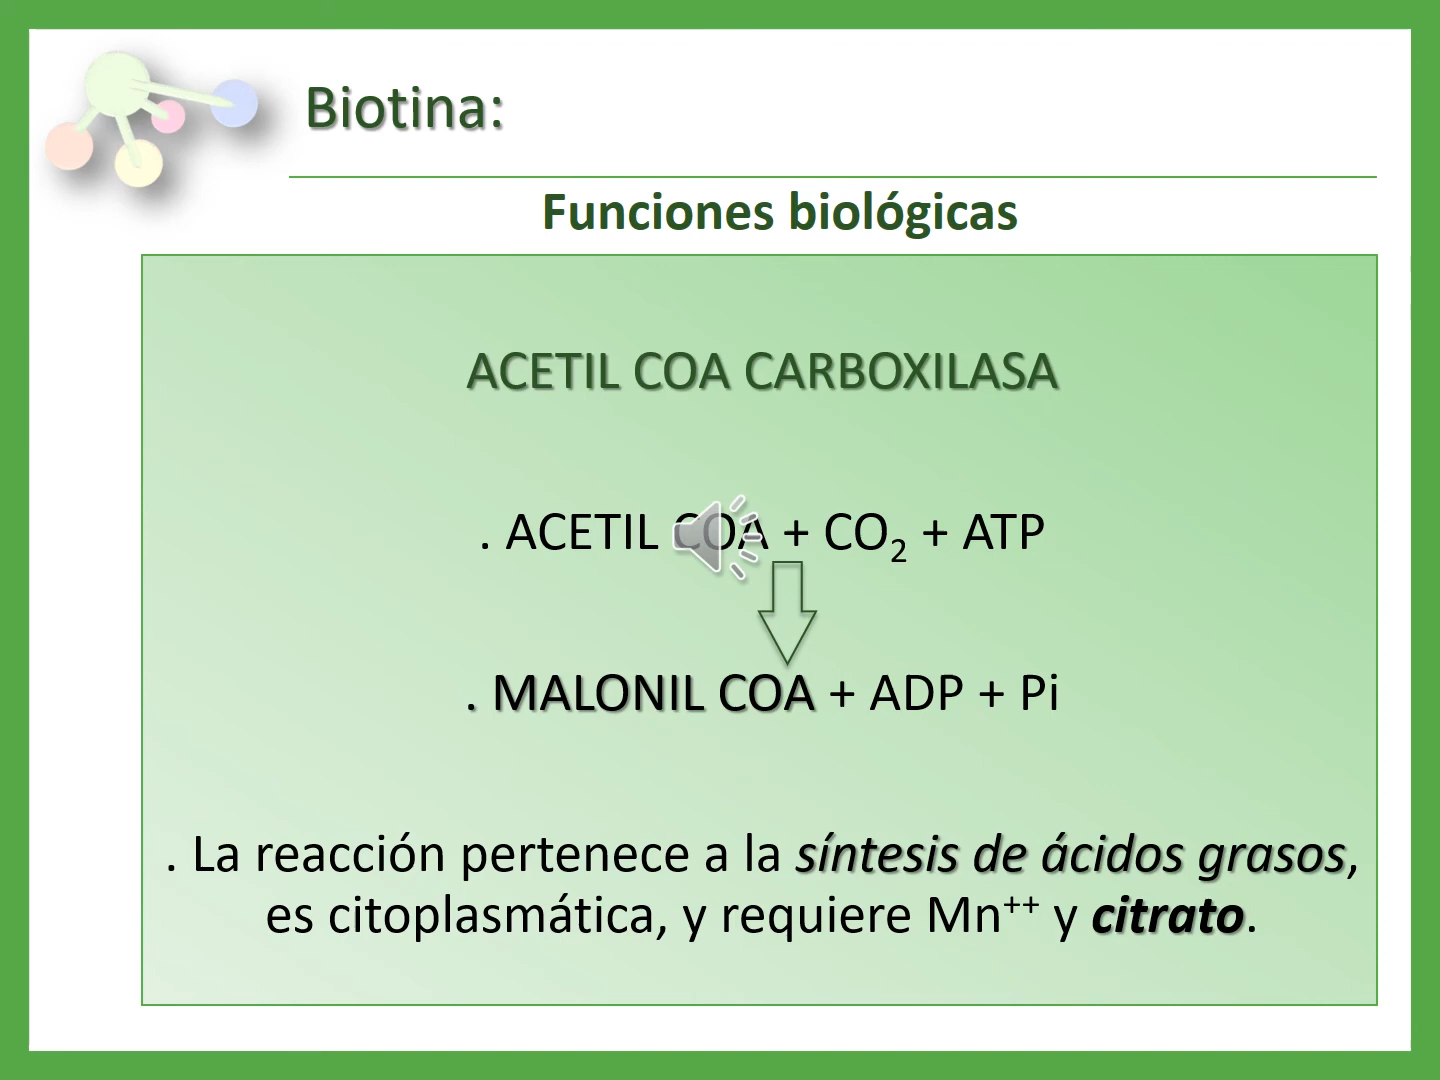 Biotina:
Funciones biológicas
ACETIL COA CARBOXILASA
. ACETIL COA + CO₂ + ATP
. MALONIL COA + ADP + Pi
. La reacción pertenece a la síntesis de ácidos grasos,
es citoplasmática, y requiere Mn⁺⁺ y citrato.